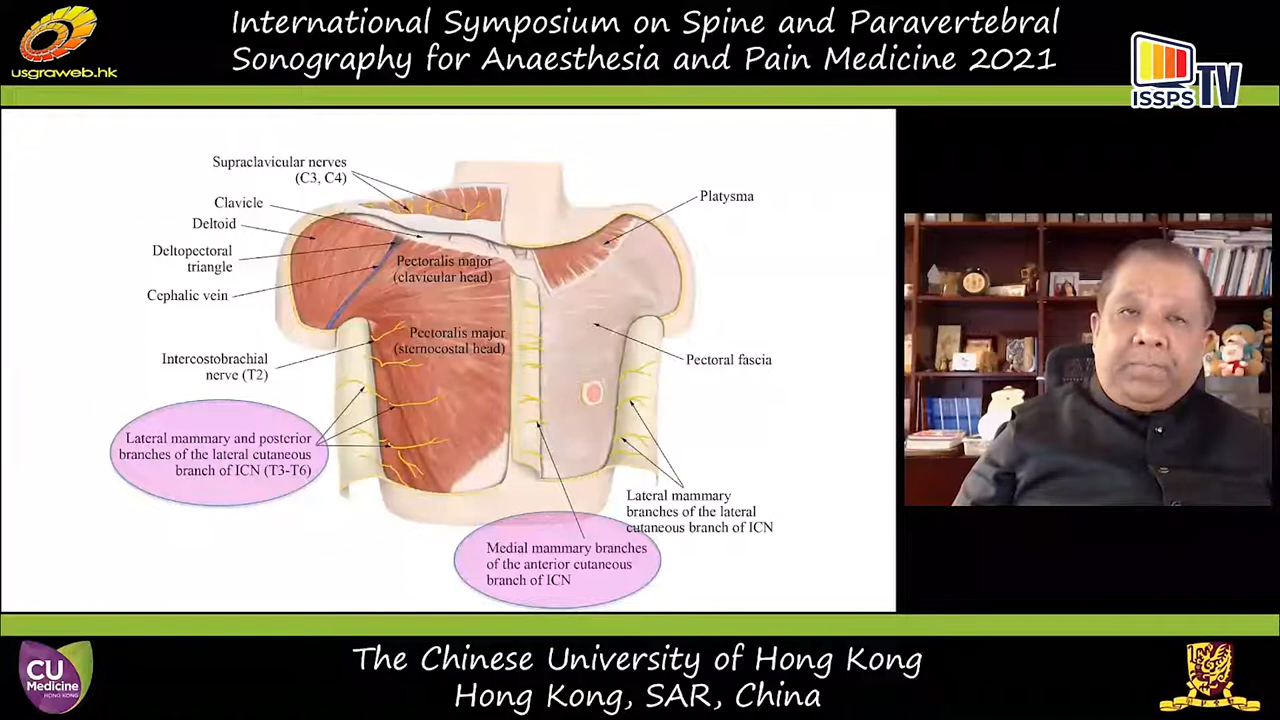 International Symposium on Spine and Paravertebral
Sonography for Anaesthesia and Pain Medicine 2021
usgraweb.hk
ISSPS TV
Supraclavicular nerves
(C3, C4)
Clavicle
Deltoid
Deltopectoral
triangle
Cephalic vein
Intercostobrachial
nerve (T2)
Lateral mammary and posterior
branches of the lateral cutaneous
branch of ICN (T3-T6)
Pectoralis major
(clavicular head)
Pectoralis major
(sternocostal head)
Platysma
Pectoral fascia
Lateral mammary
branches of the lateral
cutaneous branch of ICN
Medial mammary branches
of the anterior cutaneous
branch of ICN
CU
Medicine
HONG KONG
The Chinese University of Hong Kong
Hong Kong, SAR, China